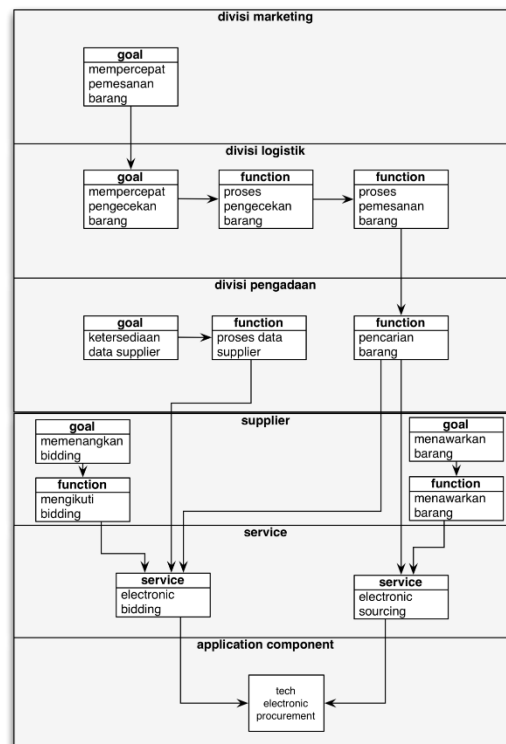 divisi marketing
goal
mempercepat
pemesanan
barang
divisi logistik
goal
mempercepat
pengecekan
barang
function
proses
pengecekan
barang
function
proses
pemesanan
barang
divisi pengadaan
goal
ketersediaan
data supplier
function
proses data
supplier
function
pencarian
barang
supplier
goal
memenangkan
bidding
function
mengikuti
bidding
goal
menawarkan
barang
function
menawarkan
barang
service
service
electronic
bidding
service
electronic
sourcing
application component
tech
electronic
procurement